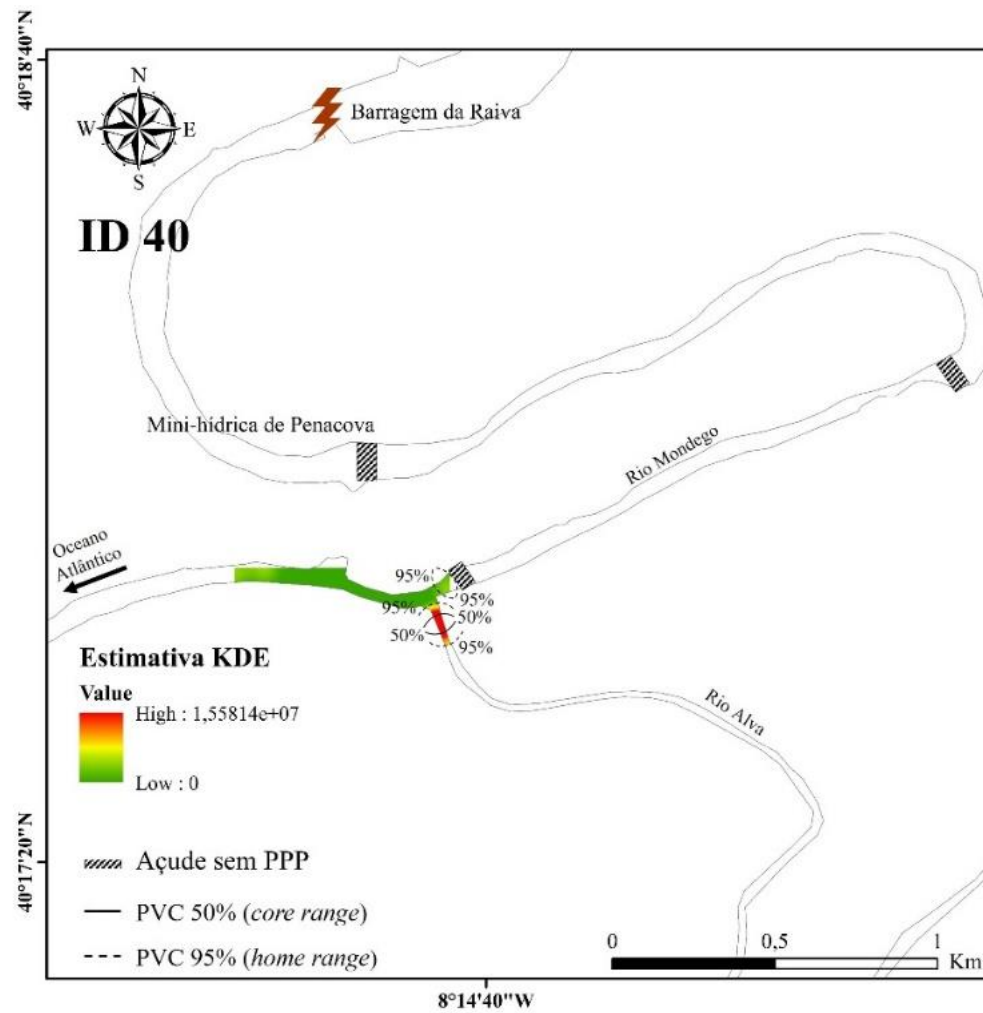 40°18'40"N
N
W
E
S
Barragem da Raiva
ID 40
Mini-hídrica de Penacova
Rio Mondego
Oceano
Atlântico
95%
95%
95%
50%
50%
95%
Estimativa KDE
Value
High : 1,55814e+07
Low : 0
Rio Alva
40°17'20"N
Açude sem PPP
PVC 50% (core range)
PVC 95% (home range)
0
0,5
1
Km
8°14'40"W